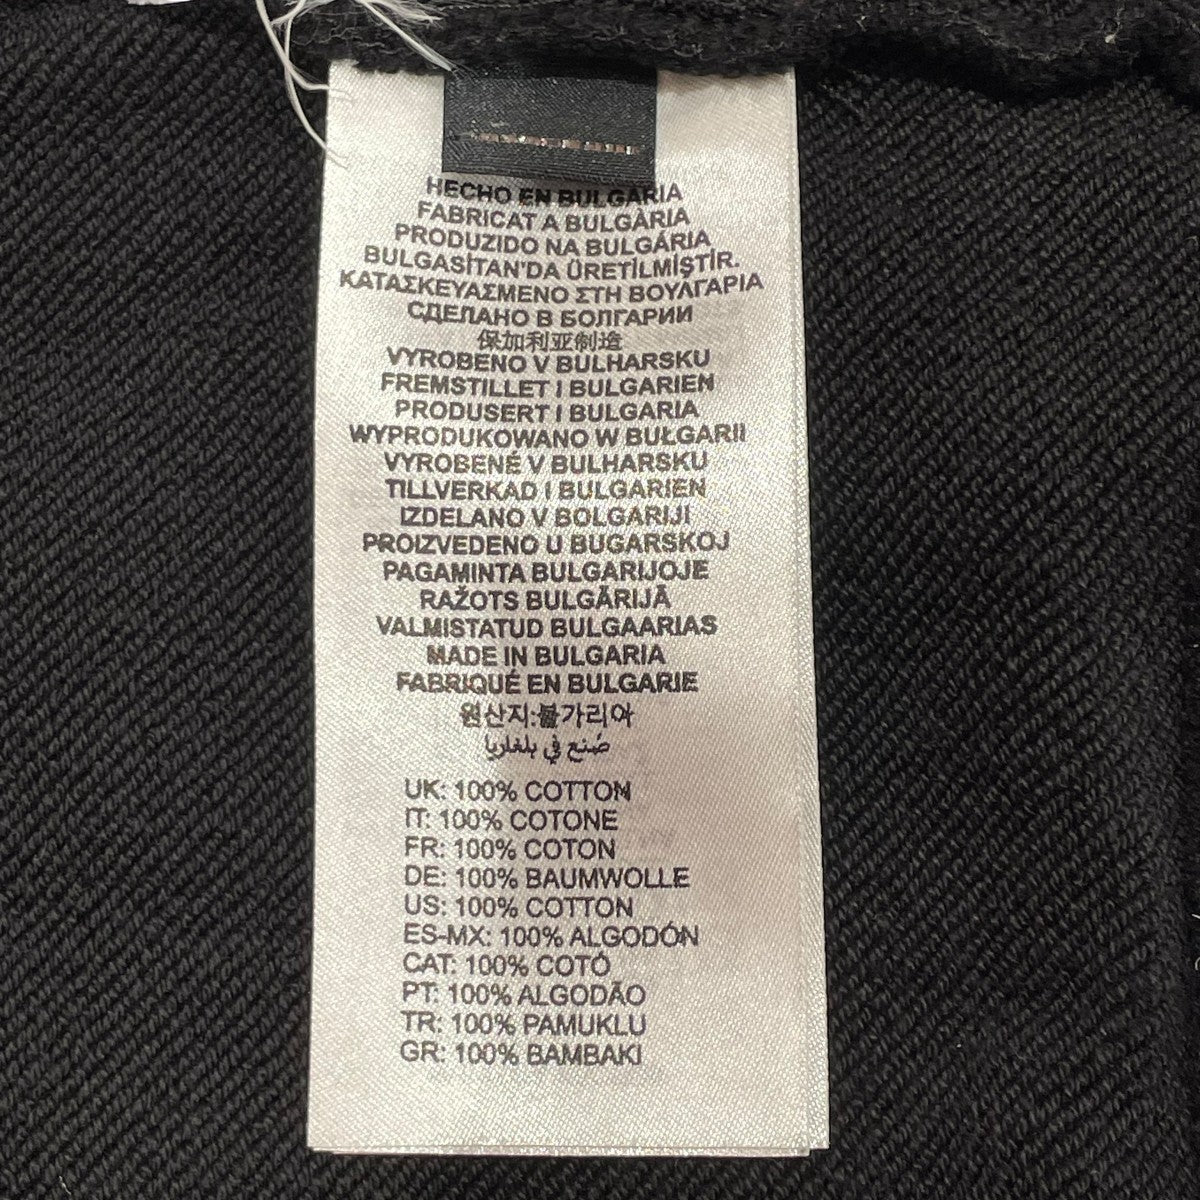 HECHO EN BULGARIA
FABRICAT A BULGÀRIA
PRODUZIDO NA BULGÁRIA
BULGASİTAN'DA ÜRETİLMİŞTİR.
ΚΑΤΑΣΚΕΥΑΣΜΕΝΟ ΣΤΗ ΒΟΥΛΓΑΡΙΑ
СДЕЛАНО В БОЛГАРИИ
保加利亚制造
VYROBENO V BULHARSKU
FREMSTILLET I BULGARIEN
PRODUSERT I BULGARIA
WYPRODUKOWANO W BUŁGARII
VYROBENÉ V BULHARSKU
TILLVERKAD I BULGARIEN
IZDELANO V BOLGARIJI
PROIZVEDENO U BUGARSKOJ
PAGAMINTA BULGARIJOJE
RAŽOTS BULGĀRIJĀ
VALMISTATUD BULGAARIAS
MADE IN BULGARIA
FABRIQUÉ EN BULGARIE
원산지:불가리아
صُنع في بلغاريا
UK: 100% COTTON
IT: 100% COTONE
FR: 100% COTON
DE: 100% BAUMWOLLE
US: 100% COTTON
ES-MX: 100% ALGODÓN
CAT: 100% COTÓ
PT: 100% ALGODÃO
TR: 100% PAMUKLU
GR: 100% BAMBAKI